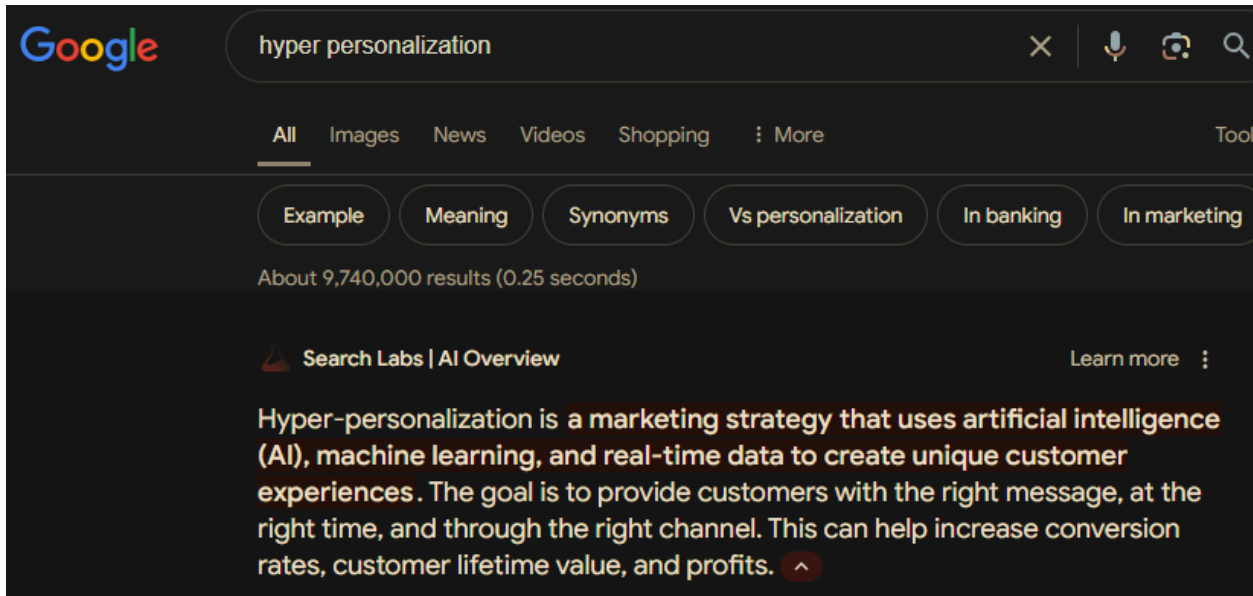 Google
hyper personalization
All Images News Videos Shopping More
Example Meaning Synonyms Vs personalization In banking In marketing
About 9,740,000 results (0.25 seconds)
Search Labs | AI Overview Learn more
Hyper-personalization is a marketing strategy that uses artificial intelligence
(AI), machine learning, and real-time data to create unique customer
experiences. The goal is to provide customers with the right message, at the
right time, and through the right channel. This can help increase conversion
rates, customer lifetime value, and profits.